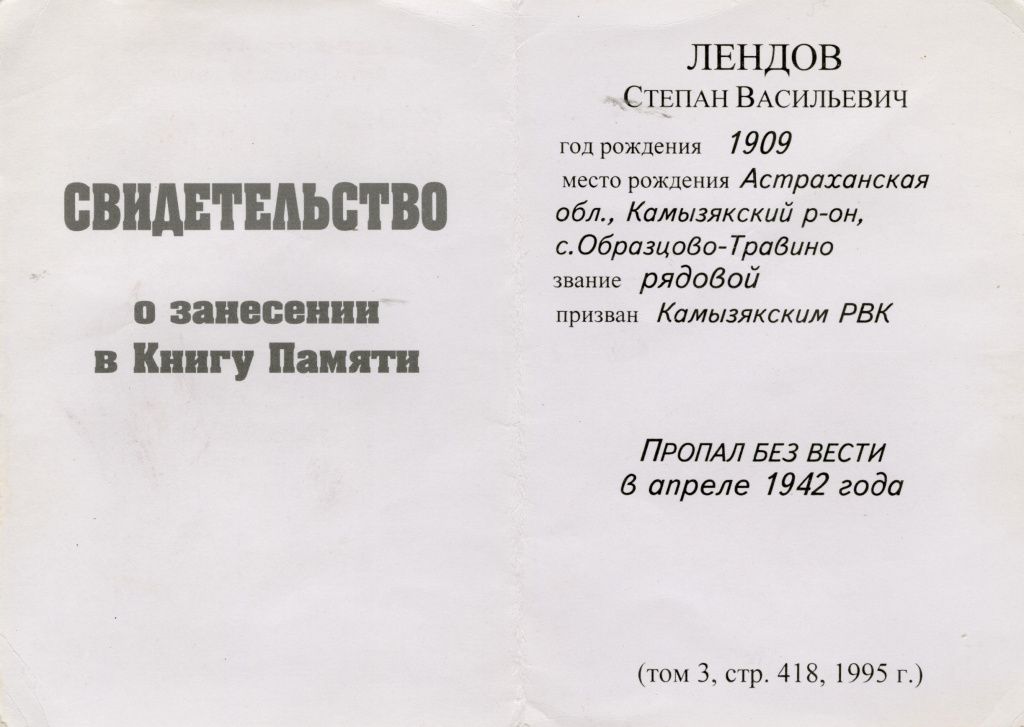 СВИДЕТЕЛЬСТВО
о занесении
в Книгу Памяти
ЛЕНДОВ
СТЕПАН ВАСИЛЬЕВИЧ
год рождения 1909
место рождения Астраханская
обл., Камызякский р-он,
с.Образцово-Травино
звание рядовой
призван Камызякским РВК
ПРОПАЛ БЕЗ ВЕСТИ
в апреле 1942 года
(том 3, стр. 418, 1995 г.)